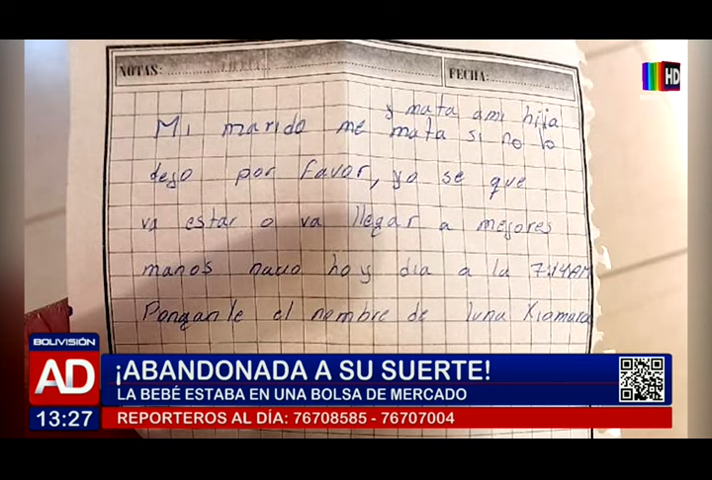 NOTAS:
FECHA:
HD
y mata ami hija
Mi marido me mata si no lo
dejo por Favor, yo se que
va estar o va llegar a mejores
manos nacio hoy dia a la 7:14AM
Ponganle el nombre de luna Xiomara
BOLIVISIÓN
AD
¡ABANDONADA A SU SUERTE!
LA BEBÉ ESTABA EN UNA BOLSA DE MERCADO
13:27
REPORTEROS AL DÍA: 76708585 - 76707004